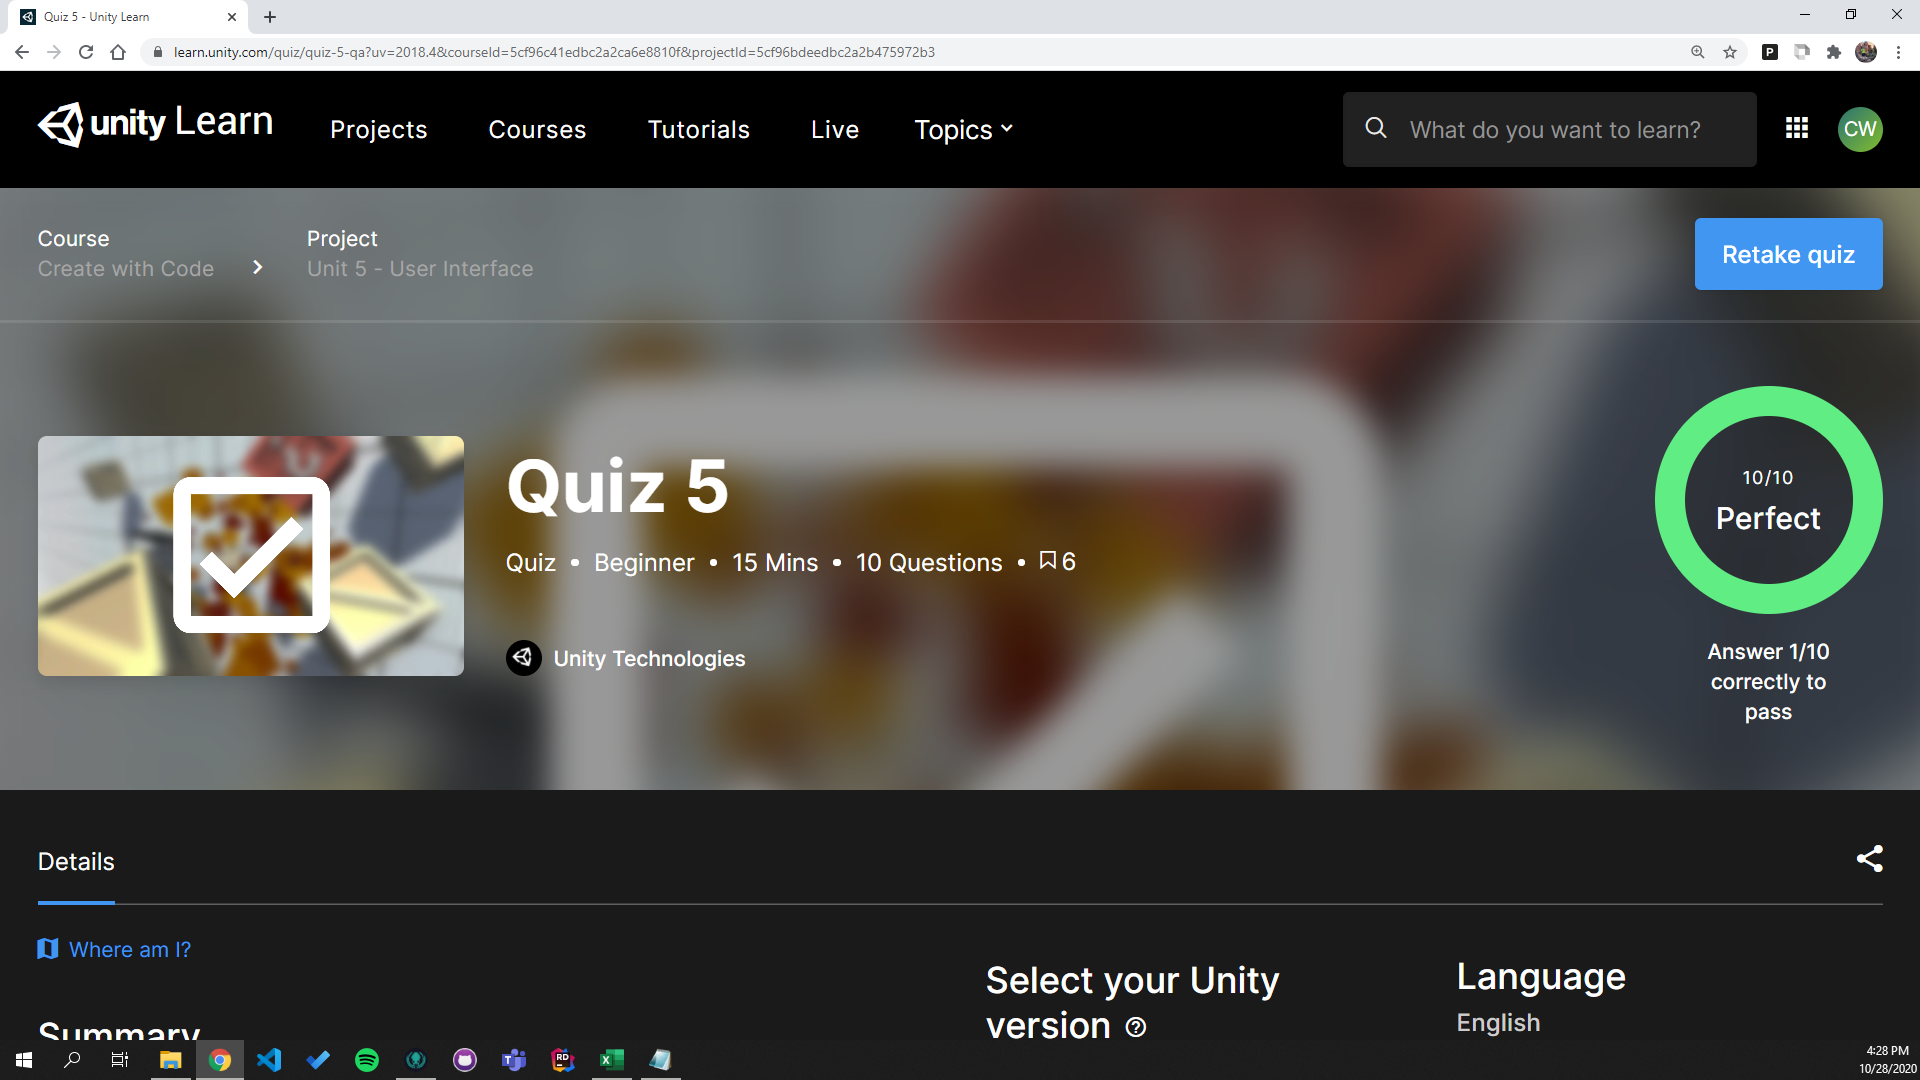 Quiz 5 - Unity Learn
learn.unity.com/quiz/quiz-5-qa?uv=2018.4&courseId=5cf96c41edbc2a2ca6e8810f&projectId=5cf96bdeedbc2a2b475972b3
P
unity Learn
Projects
Courses
Tutorials
Live
Topics
What do you want to learn?
CW
Course
Create with Code
Project
Unit 5 - User Interface
Retake quiz
Quiz 5
Quiz • Beginner • 15 Mins • 10 Questions • 6
Unity Technologies
10/10
Perfect
Answer 1/10
correctly to
pass
Details
Where am I?
Summary
Select your Unity
version
Language
English
4:28 PM
10/28/2020